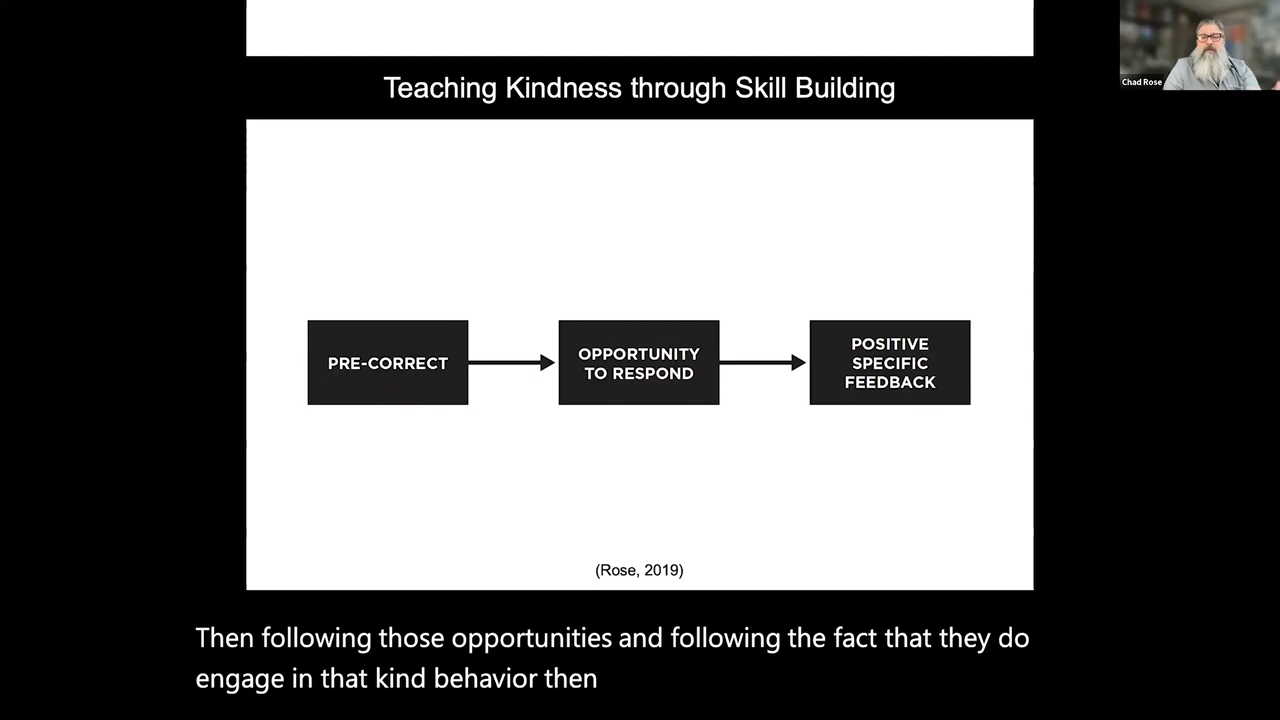 Chad Rose
Teaching Kindness through Skill Building
PRE-CORRECT
OPPORTUNITY
TO RESPOND
POSITIVE
SPECIFIC
FEEDBACK
(Rose, 2019)
Then following those opportunities and following the fact that they do
engage in that kind behavior then